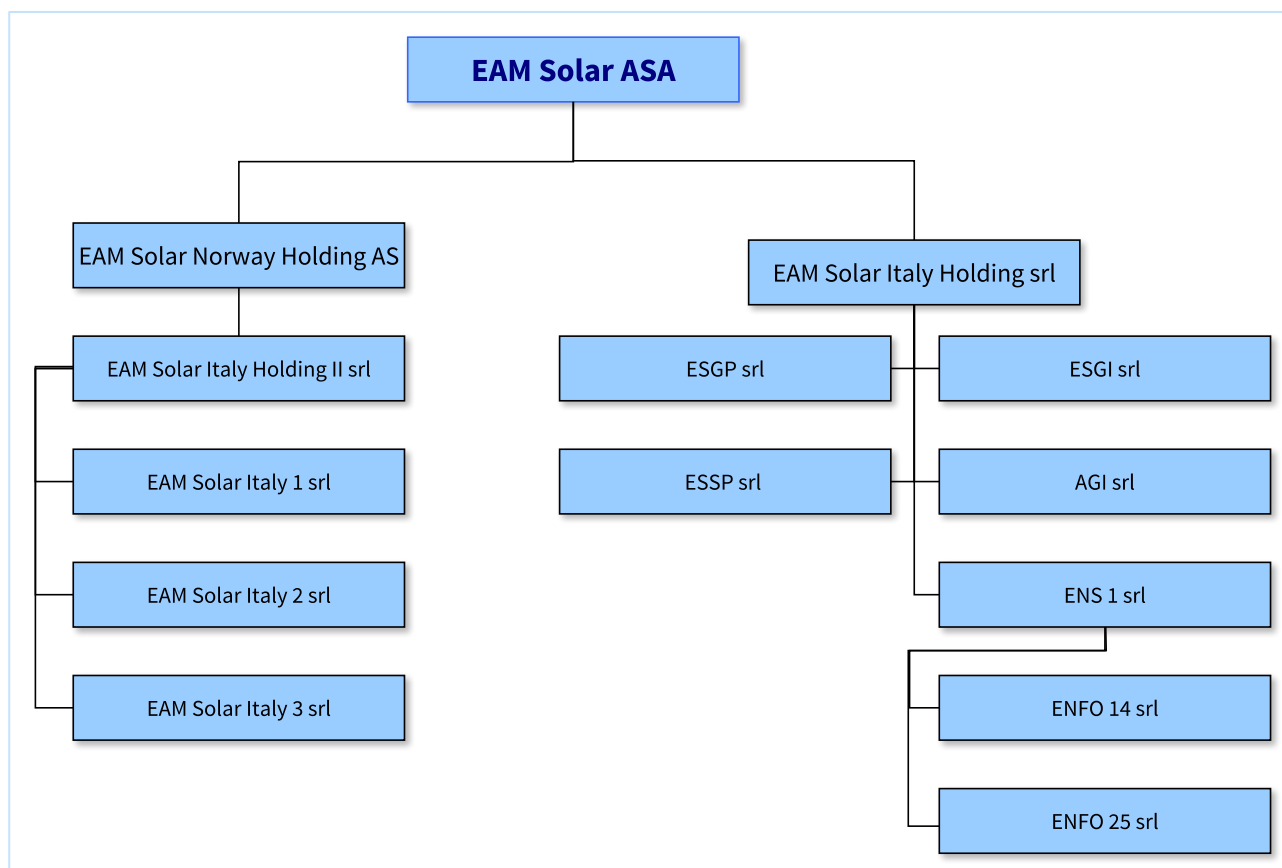 EAM Solar ASA
EAM Solar Norway Holding AS
EAM Solar Italy Holding srl
EAM Solar Italy Holding II srl
ESGP srl
ESGI srl
EAM Solar Italy 1 srl
ESSP srl
AGI srl
EAM Solar Italy 2 srl
ENS 1 srl
EAM Solar Italy 3 srl
ENFO 14 srl
ENFO 25 srl